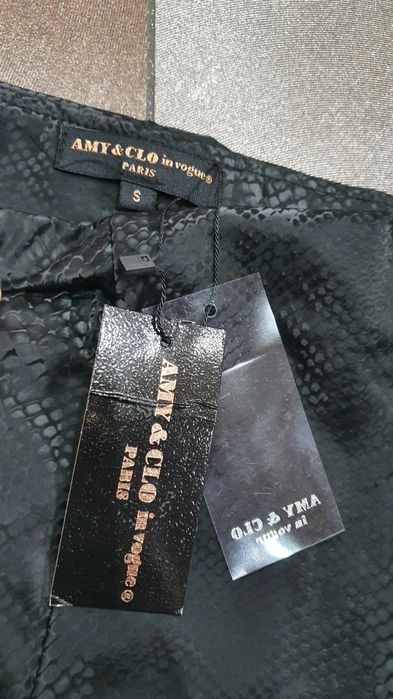 AMY&CLO in vogue®
PARIS
S
AMY & CLO in vogue®
PARIS
AMY & CLO
in vogue